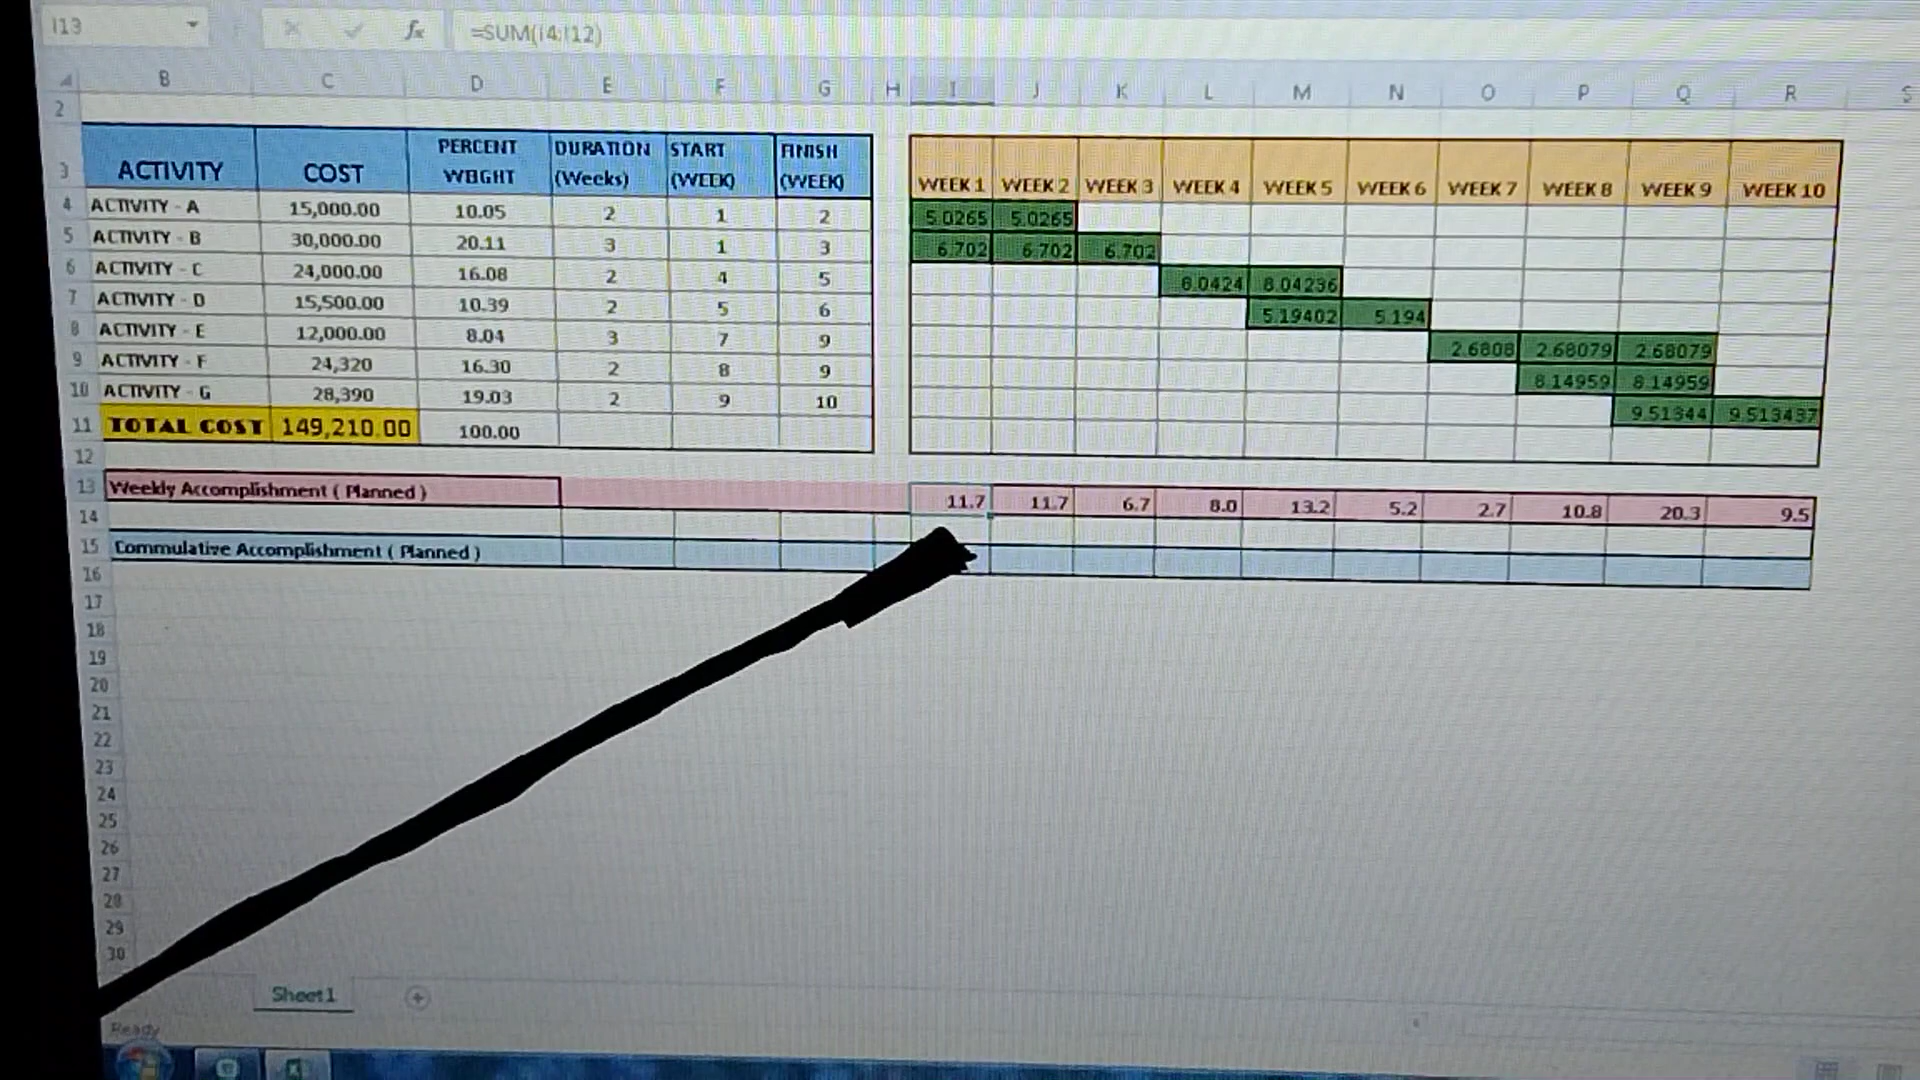 I13 fx =SUM(I4:I12)
B C D E F G H I J K L M N O P Q R S
2
3 ACTIVITY COST PERCENT WEIGHT DURATION (Weeks) START (WEEK) FINISH (WEEK) WEEK 1 WEEK 2 WEEK 3 WEEK 4 WEEK 5 WEEK 6 WEEK 7 WEEK 8 WEEK 9 WEEK 10
4 ACTIVITY - A 15,000.00 10.05 2 1 2 5.0265 5.0265
5 ACTIVITY - B 30,000.00 20.11 3 1 3 6.702 6.702 6.702
6 ACTIVITY - C 24,000.00 16.08 2 4 5 8.0424 8.04236
7 ACTIVITY - D 15,500.00 10.39 2 5 6 5.19402 5.194
8 ACTIVITY - E 12,000.00 8.04 3 7 9 2.6808 2.68079 2.68079
9 ACTIVITY - F 24,320 16.30 2 8 9 8.14959 8.14959
10 ACTIVITY - G 28,390 19.03 2 9 10 9.51344 9.513437
11 TOTAL COST 149,210.00 100.00
12
13 Weekly Accomplishment ( Planned ) 11.7 11.7 6.7 8.0 13.2 5.2 2.7 10.8 20.3 9.5
14
15 Commulative Accomplishment ( Planned )
16
17
18
19
20
21
22
23
24
25
26
27
28
29
30
Sheet1
Ready